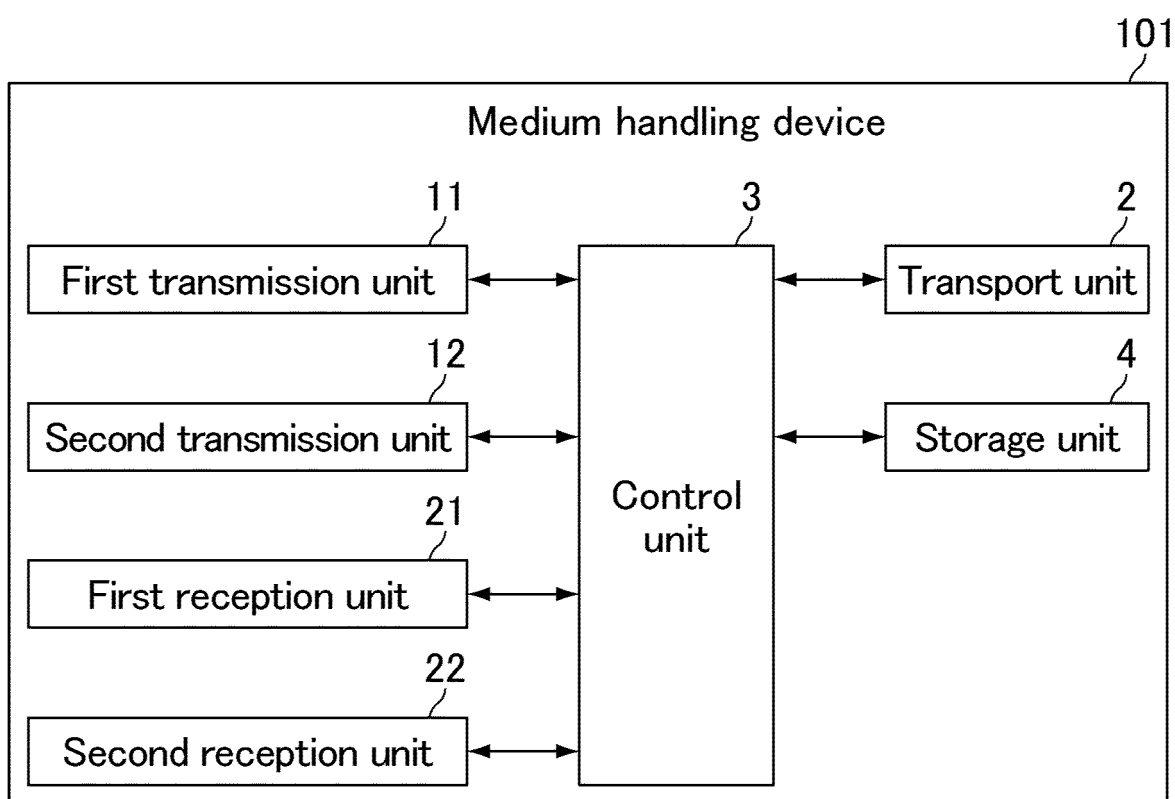 101
Medium handling device
11
3
2
First transmission unit
Transport unit
12
4
Second transmission unit
Storage unit
Control
unit
21
First reception unit
22
Second reception unit